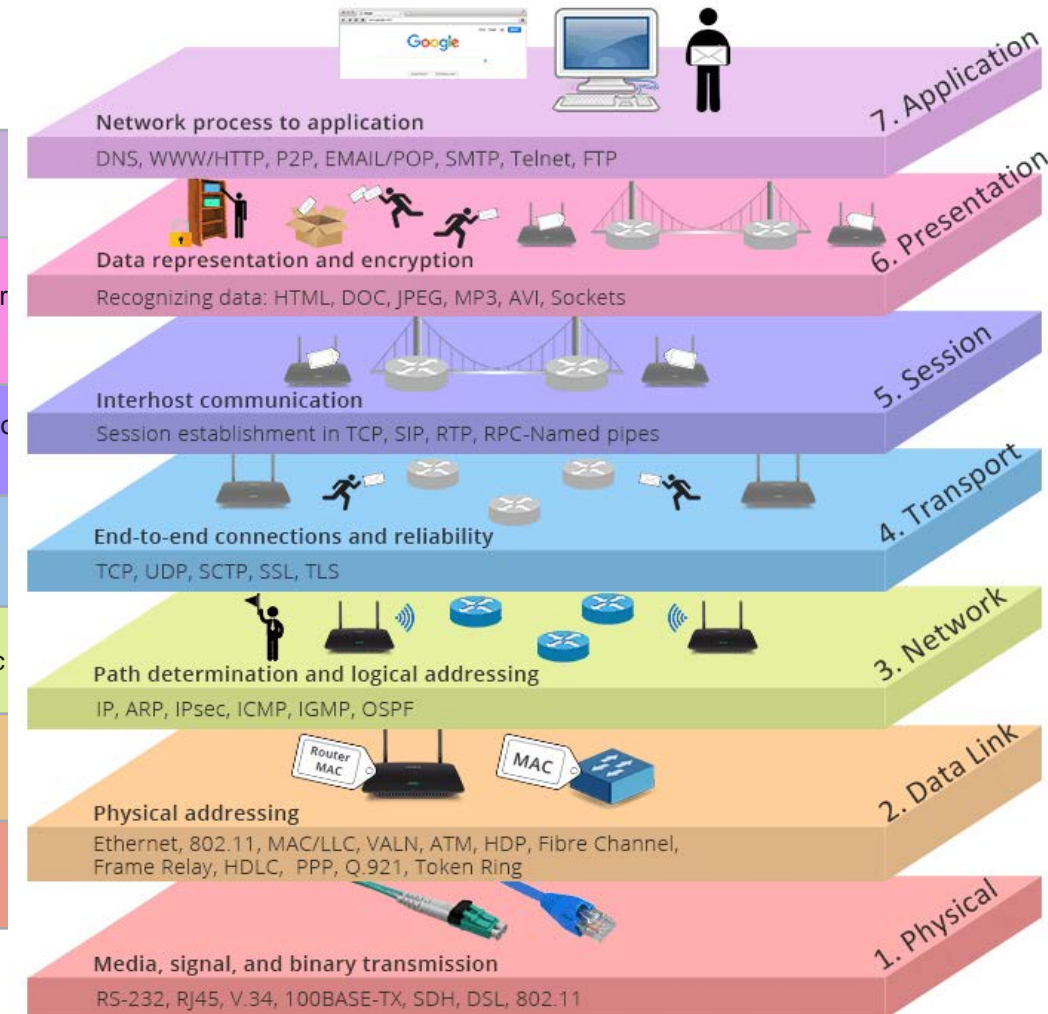 Google
7. Application
Network process to application
DNS, WWW/HTTP, P2P, EMAIL/POP, SMTP, Telnet, FTP
6. Presentation
Data representation and encryption
r
Recognizing data: HTML, DOC, JPEG, MP3, AVI, Sockets
5. Session
Interhost communication
Session establishment in TCP, SIP, RTP, RPC-Named pipes
4. Transport
End-to-end connections and reliability
TCP, UDP, SCTP, SSL, TLS
3. Network
Path determination and logical addressing
IP, ARP, IPsec, ICMP, IGMP, OSPF
2. Data Link
Router
MAC
MAC
Physical addressing
Ethernet, 802.11, MAC/LLC, VALN, ATM, HDP, Fibre Channel,
Frame Relay, HDLC, PPP, Q.921, Token Ring
1. Physical
Media, signal, and binary transmission
RS-232, RJ45, V.34, 100BASE-TX, SDH, DSL, 802.11